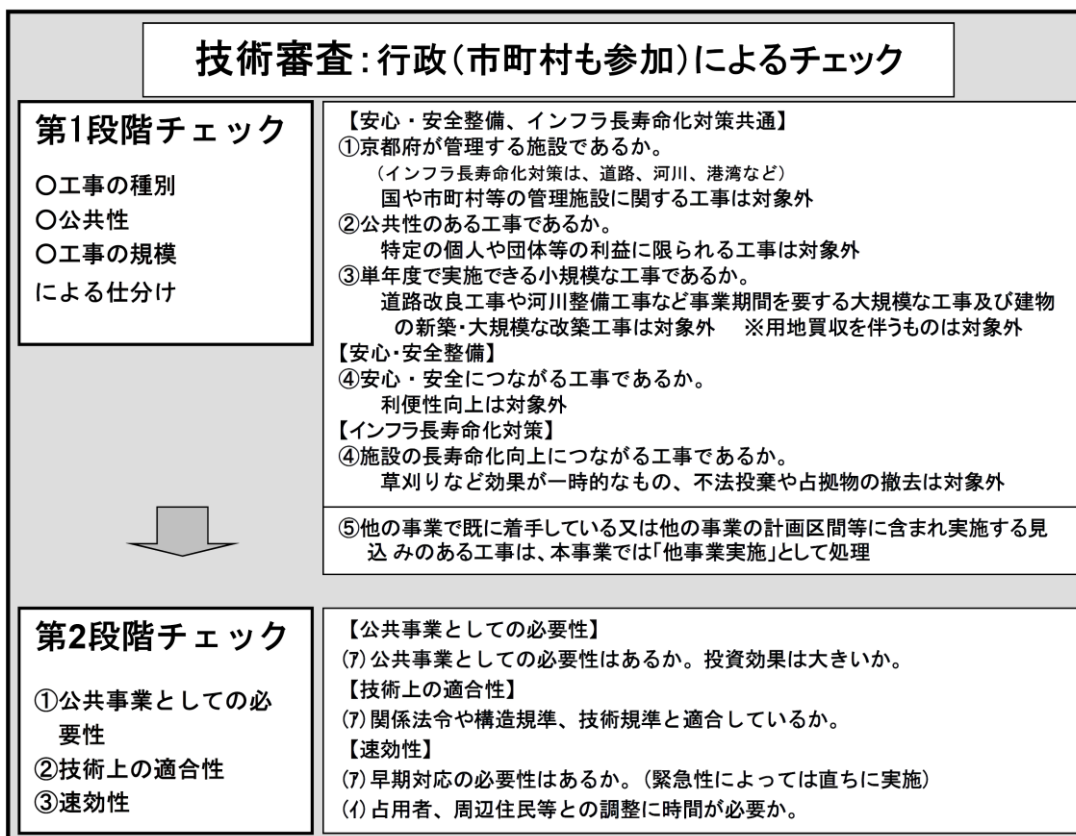 技術審査:行政(市町村も参加)によるチェック
第1段階チェック
○工事の種別
○公共性
○工事の規模
による仕分け
【安心・安全整備、インフラ長寿命化対策共通】
①京都府が管理する施設であるか。
(インフラ長寿命化対策は、道路、河川、港湾など)
国や市町村等の管理施設に関する工事は対象外
②公共性のある工事であるか。
特定の個人や団体等の利益に限られる工事は対象外
③単年度で実施できる小規模な工事であるか。
道路改良工事や河川整備工事など事業期間を要する大規模な工事及び建物
の新築・大規模な改築工事は対象外 ※用地買収を伴うものは対象外
【安心・安全整備】
④安心・安全につながる工事であるか。
利便性向上は対象外
【インフラ長寿命化対策】
④施設の長寿命化向上につながる工事であるか。
草刈りなど効果が一時的なもの、不法投棄や占拠物の撤去は対象外
⑤他の事業で既に着手している又は他の事業の計画区間等に含まれ実施する見
込 みのある工事は、本事業では「他事業実施」として処理
第2段階チェック
①公共事業としての必
要性
②技術上の適合性
③速効性
【公共事業としての必要性】
(ｱ)公共事業としての必要性はあるか。投資効果は大きいか。
【技術上の適合性】
(ｱ)関係法令や構造規準、技術規準と適合しているか。
【速効性】
(ｱ)早期対応の必要性はあるか。(緊急性によっては直ちに実施)
(ｲ)占用者、周辺住民等との調整に時間が必要か。